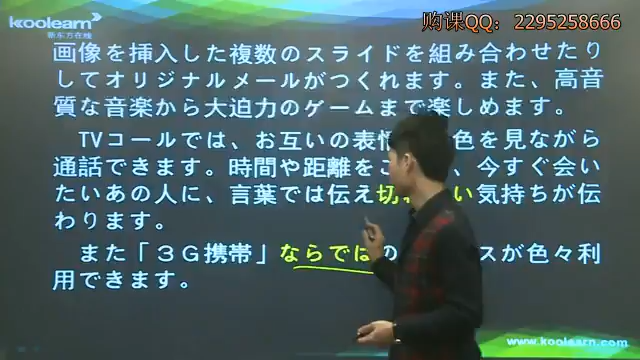 koolearn
新东方在线
购课QQ：2295258666
画像を挿入した複数のスライドを組み合わせたり
してオリジナルメールがつくれます。また、高音
質な音楽から大迫力のゲームまで楽しめます。
TVコールでは、お互いの表情 色を見ながら
通話できます。時間や距離をこ 、今すぐ会い
たいあの人に、言葉では伝え切 い気持ちが伝
わります。
また「３Ｇ携帯」ならではの スが色々利
用できます。
www.koolearn.com